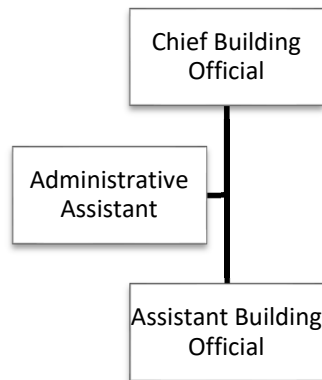 Chief Building
Official
Administrative
Assistant
Assistant Building
Official